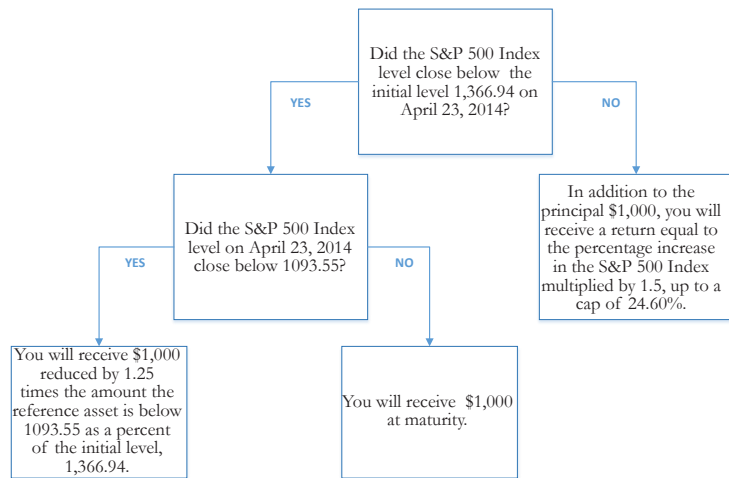 Did the S&P 500 Index
level close below the
initial level 1,366.94 on
April 23, 2014?
YES
NO
Did the S&P 500 Index
level on April 23, 2014
close below 1093.55?
In addition to the
principal $1,000, you will
receive a return equal to
the percentage increase
in the S&P 500 Index
multiplied by 1.5, up to a
cap of 24.60%.
YES
NO
You will receive $1,000
reduced by 1.25
times the amount the
reference asset is below
1093.55 as a percent
of the initial level,
1,366.94.
You will receive $1,000
at maturity.